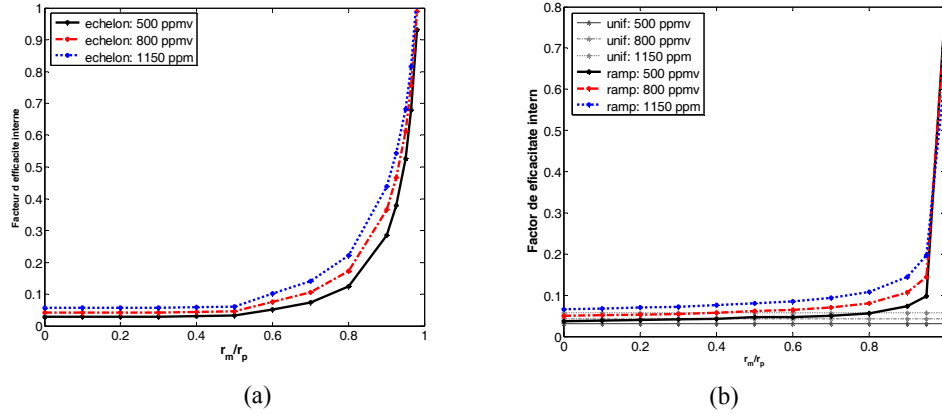 1
0.9
0.8
0.7
0.6
0.5
0.4
0.3
0.2
0.1
0
Facteur d efficacite interne
echelon: 500 ppmv
echelon: 800 ppmv
echelon: 1150 ppm
0 0.2 0.4 0.6 0.8 1
r_m/r_p
(a)
0.8
0.7
0.6
0.5
0.4
0.3
0.2
0.1
0
Factor de eficacitate intern
unif: 500 ppmv
unif: 800 ppmv
unif: 1150 ppm
ramp: 500 ppmv
ramp: 800 ppmv
ramp: 1150 ppm
0 0.2 0.4 0.6 0.8
r_m/r_p
(b)